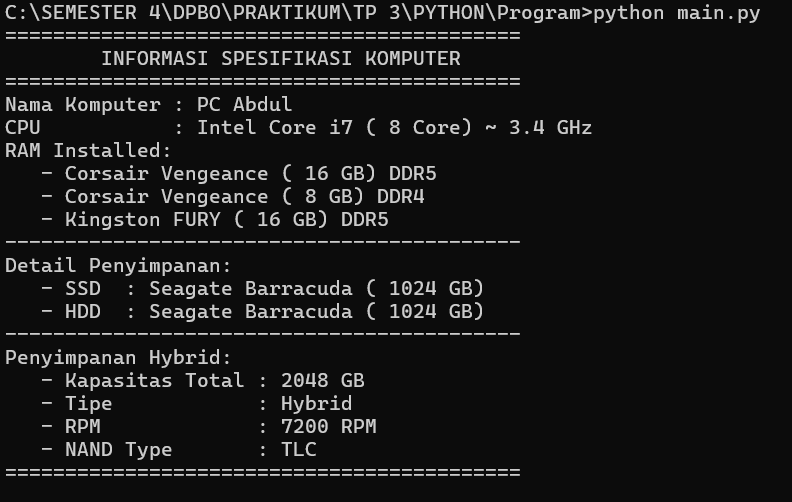 C:\SEMESTER 4\DPBO\PRAKTIKUM\TP 3\PYTHON\Program>python main.py
===========================================
        INFORMASI SPESIFIKASI KOMPUTER
===========================================
Nama Komputer : PC Abdul
CPU           : Intel Core i7 ( 8 Core) ~ 3.4 GHz
RAM Installed:
   - Corsair Vengeance ( 16 GB) DDR5
   - Corsair Vengeance ( 8 GB) DDR4
   - Kingston FURY ( 16 GB) DDR5
-------------------------------------------
Detail Penyimpanan:
   - SSD  : Seagate Barracuda ( 1024 GB)
   - HDD  : Seagate Barracuda ( 1024 GB)
-------------------------------------------
Penyimpanan Hybrid:
   - Kapasitas Total : 2048 GB
   - Tipe            : Hybrid
   - RPM             : 7200 RPM
   - NAND Type       : TLC
===========================================